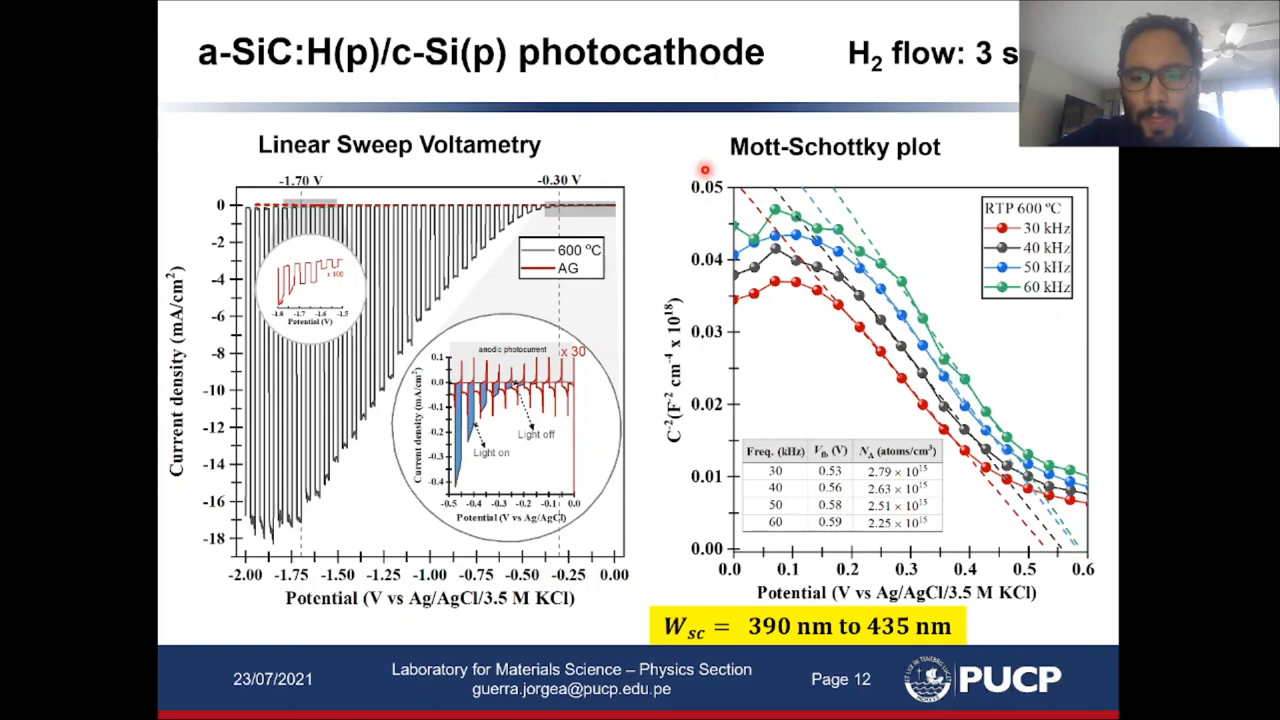 a-SiC:H(p)/c-Si(p) photocathode
H₂ flow: 3 s
Linear Sweep Voltametry
-1.70 V
-0.30 V
0
-2
-4
-6
-8
-10
-12
-14
-16
-18
Current density (mA/cm²)
600 ºC
AG
x 100
-1.8 -1.7 -1.6 -1.5
Potential (V)
anodic photocurrent
x 30
0.1
0.0
-0.1
-0.2
-0.3
-0.4
Current density (mA/cm²)
Light off
Light on
-0.5 -0.4 -0.3 -0.2 -0.1 0.0
Potential (V vs Ag/AgCl)
-2.00 -1.75 -1.50 -1.25 -1.00 -0.75 -0.50 -0.25 0.00
Potential (V vs Ag/AgCl/3.5 M KCl)
Mott-Schottky plot
0.05
0.04
0.03
0.02
0.01
0.00
C⁻²(F⁻² cm⁻⁴ x 10¹⁸)
RTP 600 ºC
30 kHz
40 kHz
50 kHz
60 kHz
Freq. (kHz) V_fb (V) N_A (atoms/cm³)
30 0.53 2.79 × 10¹⁵
40 0.56 2.63 × 10¹⁵
50 0.58 2.51 × 10¹⁵
60 0.59 2.25 × 10¹⁵
0.0 0.1 0.2 0.3 0.4 0.5 0.6
Potential (V vs Ag/AgCl/3.5 M KCl)
W_sc = 390 nm to 435 nm
23/07/2021
Laboratory for Materials Science – Physics Section
guerra.jorgea@pucp.edu.pe
Page 12
PUCP